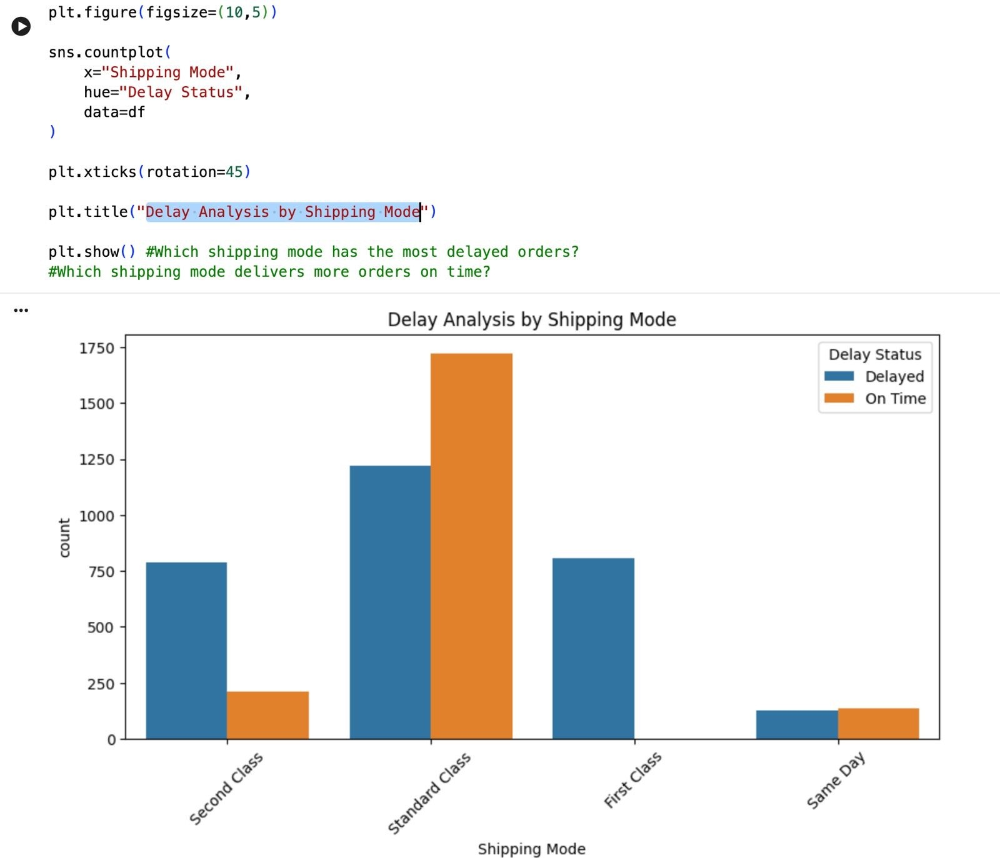 plt.figure(figsize=(10,5))
sns.countplot(
    x="Shipping Mode",
    hue="Delay Status",
    data=df
)
plt.xticks(rotation=45)
plt.title("Delay Analysis by Shipping Mode")
plt.show() #Which shipping mode has the most delayed orders?
#Which shipping mode delivers more orders on time?
Delay Analysis by Shipping Mode
Delay Status
Delayed
On Time
1750
1500
1250
1000
750
500
250
0
count
Second Class
Standard Class
First Class
Same Day
Shipping Mode